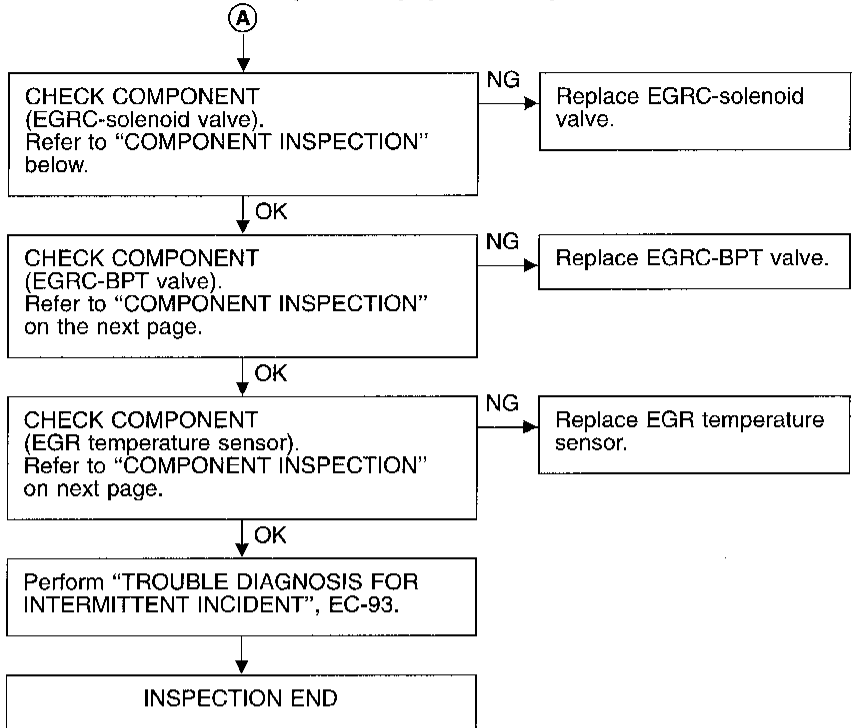 A
CHECK COMPONENT
(EGRC-solenoid valve).
Refer to “COMPONENT INSPECTION”
below.
NG
Replace EGRC-solenoid
valve.
OK
CHECK COMPONENT
(EGRC-BPT valve).
Refer to “COMPONENT INSPECTION”
on the next page.
NG
Replace EGRC-BPT valve.
OK
CHECK COMPONENT
(EGR temperature sensor).
Refer to “COMPONENT INSPECTION”
on next page.
NG
Replace EGR temperature
sensor.
OK
Perform “TROUBLE DIAGNOSIS FOR
INTERMITTENT INCIDENT”, EC-93.
INSPECTION END